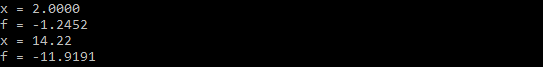 x = 2.0000
f = -1.2452
x = 14.22
f = -11.9191